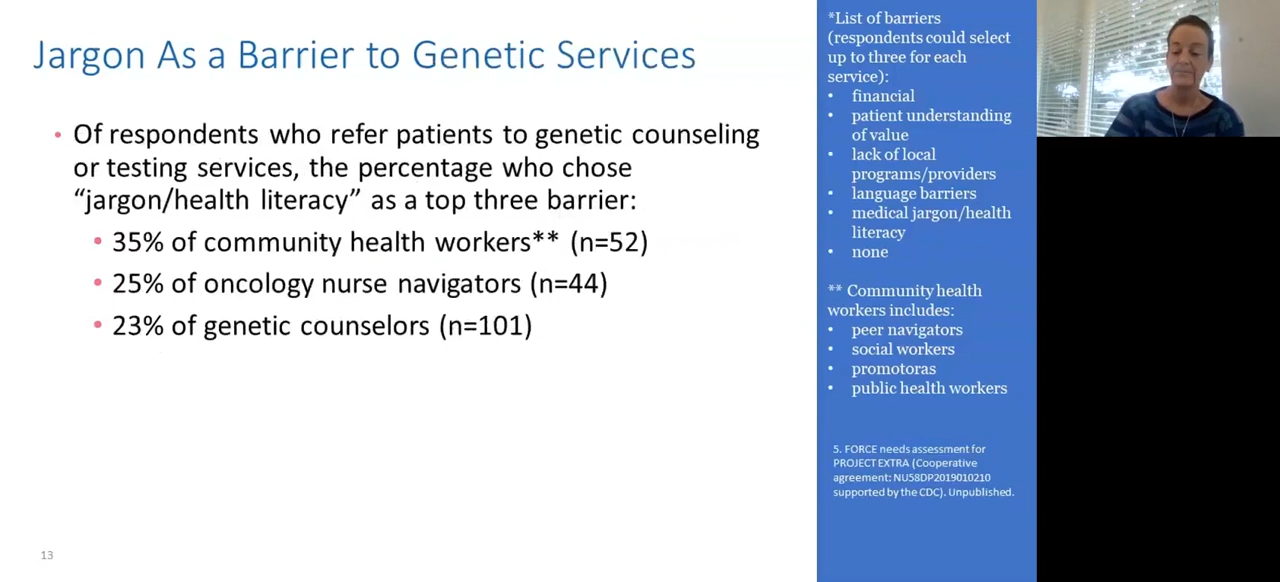 Jargon As a Barrier to Genetic Services
• Of respondents who refer patients to genetic counseling
or testing services, the percentage who chose
“jargon/health literacy” as a top three barrier:
• 35% of community health workers** (n=52)
• 25% of oncology nurse navigators (n=44)
• 23% of genetic counselors (n=101)
13
*List of barriers
(respondents could select
up to three for each
service):
• financial
• patient understanding
of value
• lack of local
programs/providers
• language barriers
• medical jargon/health
literacy
• none
** Community health
workers includes:
• peer navigators
• social workers
• promotoras
• public health workers
5. FORCE needs assessment for
PROJECT EXTRA (Cooperative
agreement: NU58DP2019010210
supported by the CDC). Unpublished.